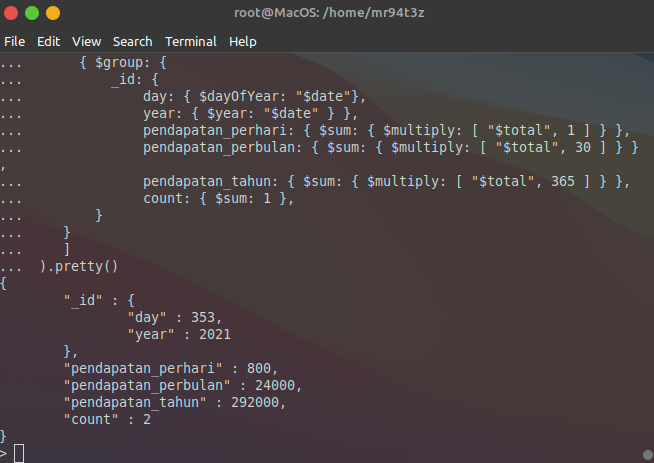 root@MacOS: /home/mr94t3z
File Edit View Search Terminal Help
...       { $group: {
...           _id: {
...               day: { $dayOfYear: "$date"},
...               year: { $year: "$date" } },
...               pendapatan_perhari: { $sum: { $multiply: [ "$total", 1 ] } },
...               pendapatan_perbulan: { $sum: { $multiply: [ "$total", 30 ] } }
,
...               pendapatan_tahun: { $sum: { $multiply: [ "$total", 365 ] } },
...               count: { $sum: 1 },
...         }
...     }
...     ]
...  ).pretty()
{
        "_id" : {
                "day" : 353,
                "year" : 2021
        },
        "pendapatan_perhari" : 800,
        "pendapatan_perbulan" : 24000,
        "pendapatan_tahun" : 292000,
        "count" : 2
}
>